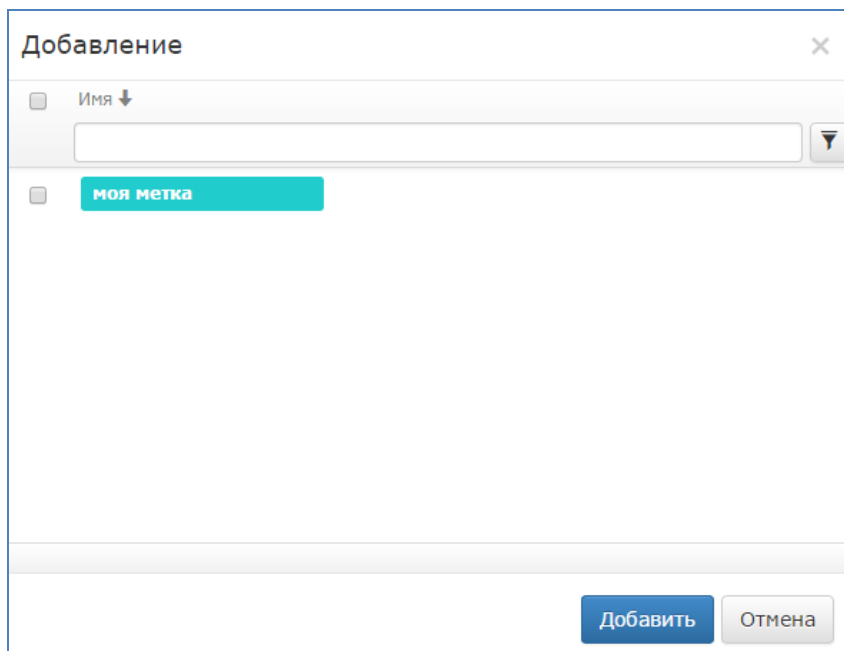 Добавление
Имя
моя метка
Добавить
Отмена